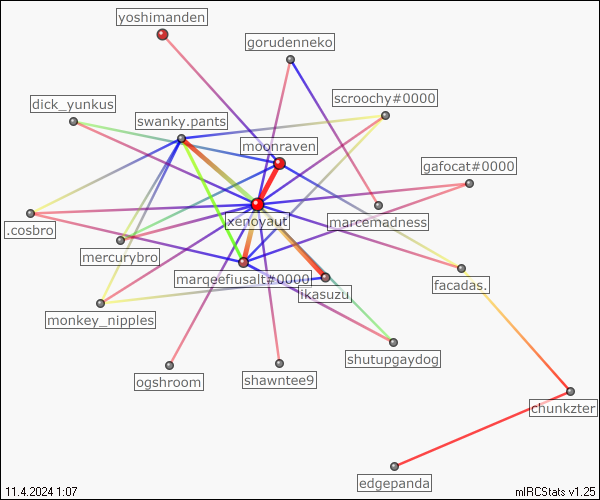 yoshimanden
gorudenneko
scroochy#0000
dick_yunkus
swanky.pants
moonraven
gafocat#0000
.cosbro
xenoyaut
marcemadness
mercurybro
marqeefiusalt#0000
ikasuzu
facadas.
monkey_nipples
shutupgaydog
ogshroom
shawntee9
chunkzter
edgepanda
11.4.2024 1:07
mIRCStats v1.25